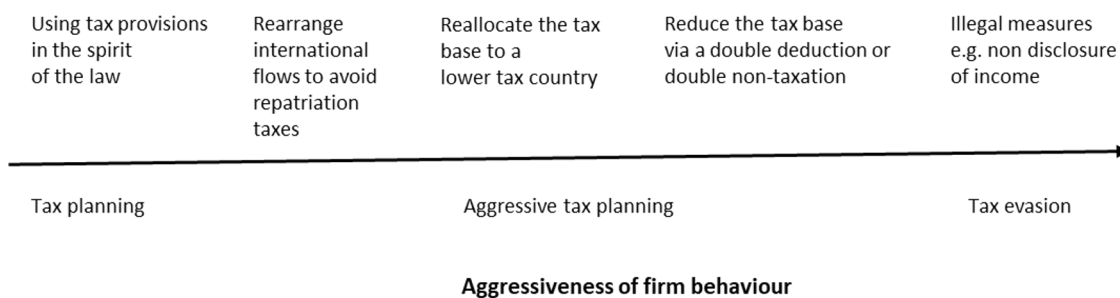 Using tax provisions
in the spirit
of the law
Rearrange
international
flows to avoid
repatriation
taxes
Reallocate the tax
base to a
lower tax country
Reduce the tax base
via a double deduction or
double non-taxation
Illegal measures
e.g. non disclosure
of income
Tax planning
Aggressive tax planning
Tax evasion
Aggressiveness of firm behaviour